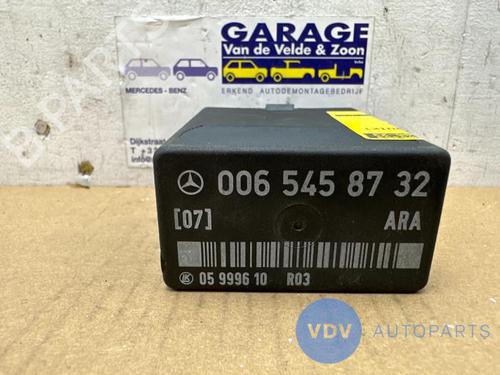 GARAGE
Van de Velde & Zoon
MERCEDES - BENZ
ERKEND AUTODEMONTAGEBEDRIJF
Dijkstraat
006 545 87 32
[07] ARA
05 9996 10 R03
VDV AUTOPARTS